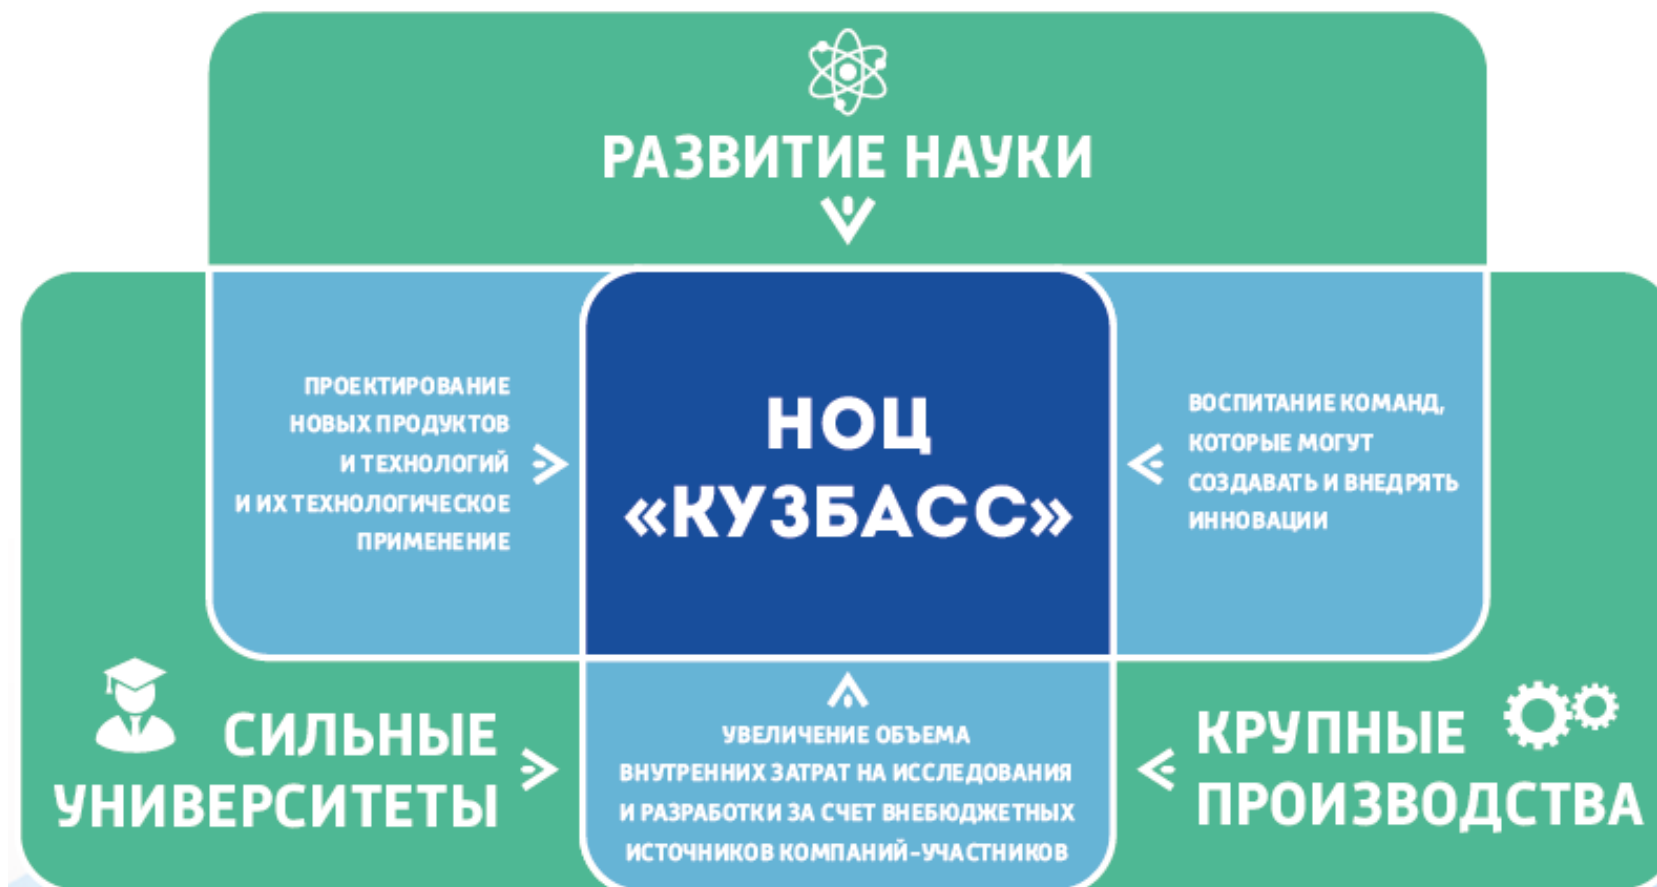 РАЗВИТИЕ НАУКИ
ПРОЕКТИРОВАНИЕ
НОВЫХ ПРОДУКТОВ
И ТЕХНОЛОГИЙ
И ИХ ТЕХНОЛОГИЧЕСКОЕ
ПРИМЕНЕНИЕ
НОЦ
«КУЗБАСС»
ВОСПИТАНИЕ КОМАНД,
КОТОРЫЕ МОГУТ
СОЗДАВАТЬ И ВНЕДРЯТЬ
ИННОВАЦИИ
СИЛЬНЫЕ
УНИВЕРСИТЕТЫ
УВЕЛИЧЕНИЕ ОБЪЕМА
ВНУТРЕННИХ ЗАТРАТ НА ИССЛЕДОВАНИЯ
И РАЗРАБОТКИ ЗА СЧЕТ ВНЕБЮДЖЕТНЫХ
ИСТОЧНИКОВ КОМПАНИЙ-УЧАСТНИКОВ
КРУПНЫЕ
ПРОИЗВОДСТВА